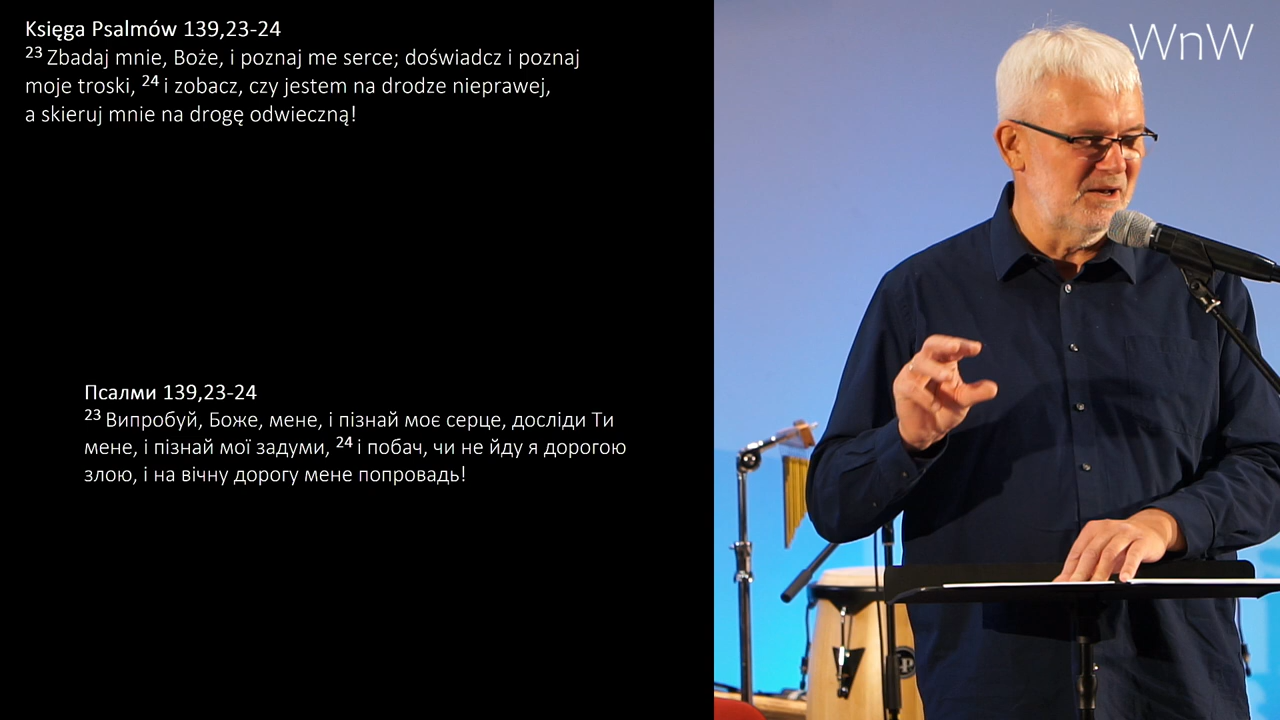 Księga Psalmów 139,23-24
23 Zbadaj mnie, Boże, i poznaj me serce; doświadcz i poznaj
moje troski, 24 i zobacz, czy jestem na drodze nieprawej,
a skieruj mnie na drogę odwieczną!
Псалми 139,23-24
23 Випробуй, Боже, мене, і пізнай моє серце, досліди Ти
мене, і пізнай мої задуми, 24 і побач, чи не йду я дорогою
злою, і на вічну дорогу мене попровадь!
WnW
LP